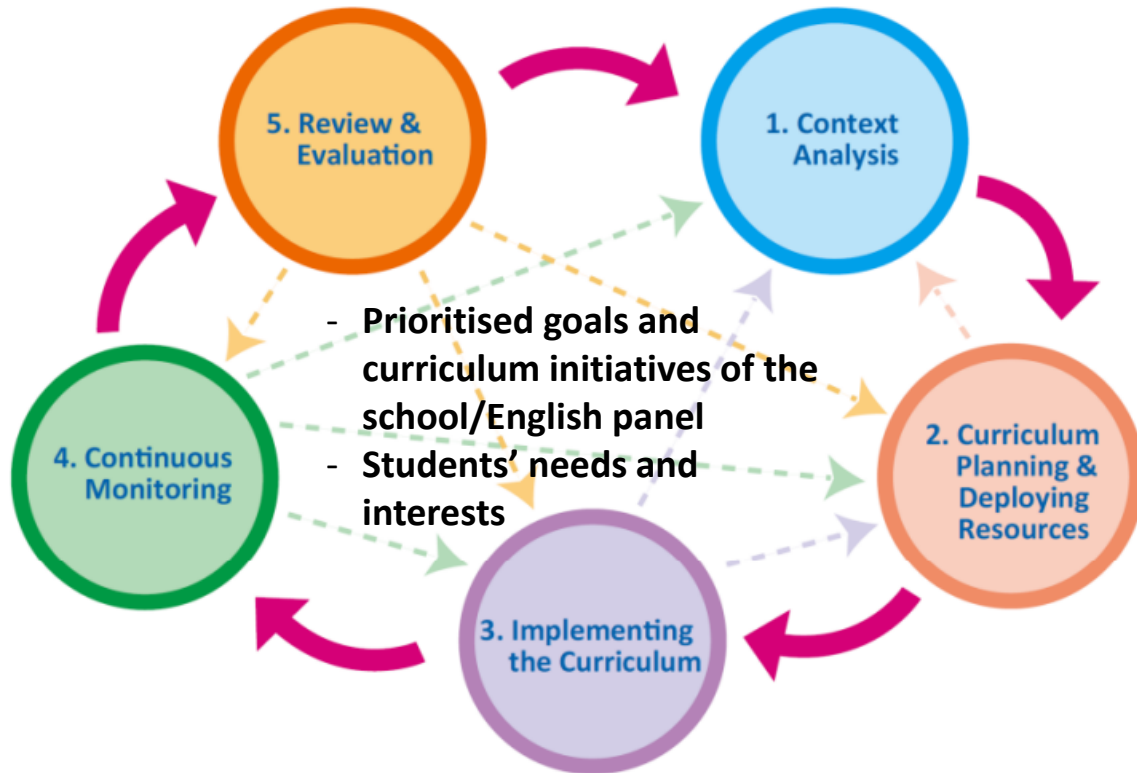 5. Review &
Evaluation
1. Context
Analysis
- Prioritised goals and
curriculum initiatives of the
school/English panel
- Students’ needs and
interests
4. Continuous
Monitoring
2. Curriculum
Planning &
Deploying
Resources
3. Implementing
the Curriculum